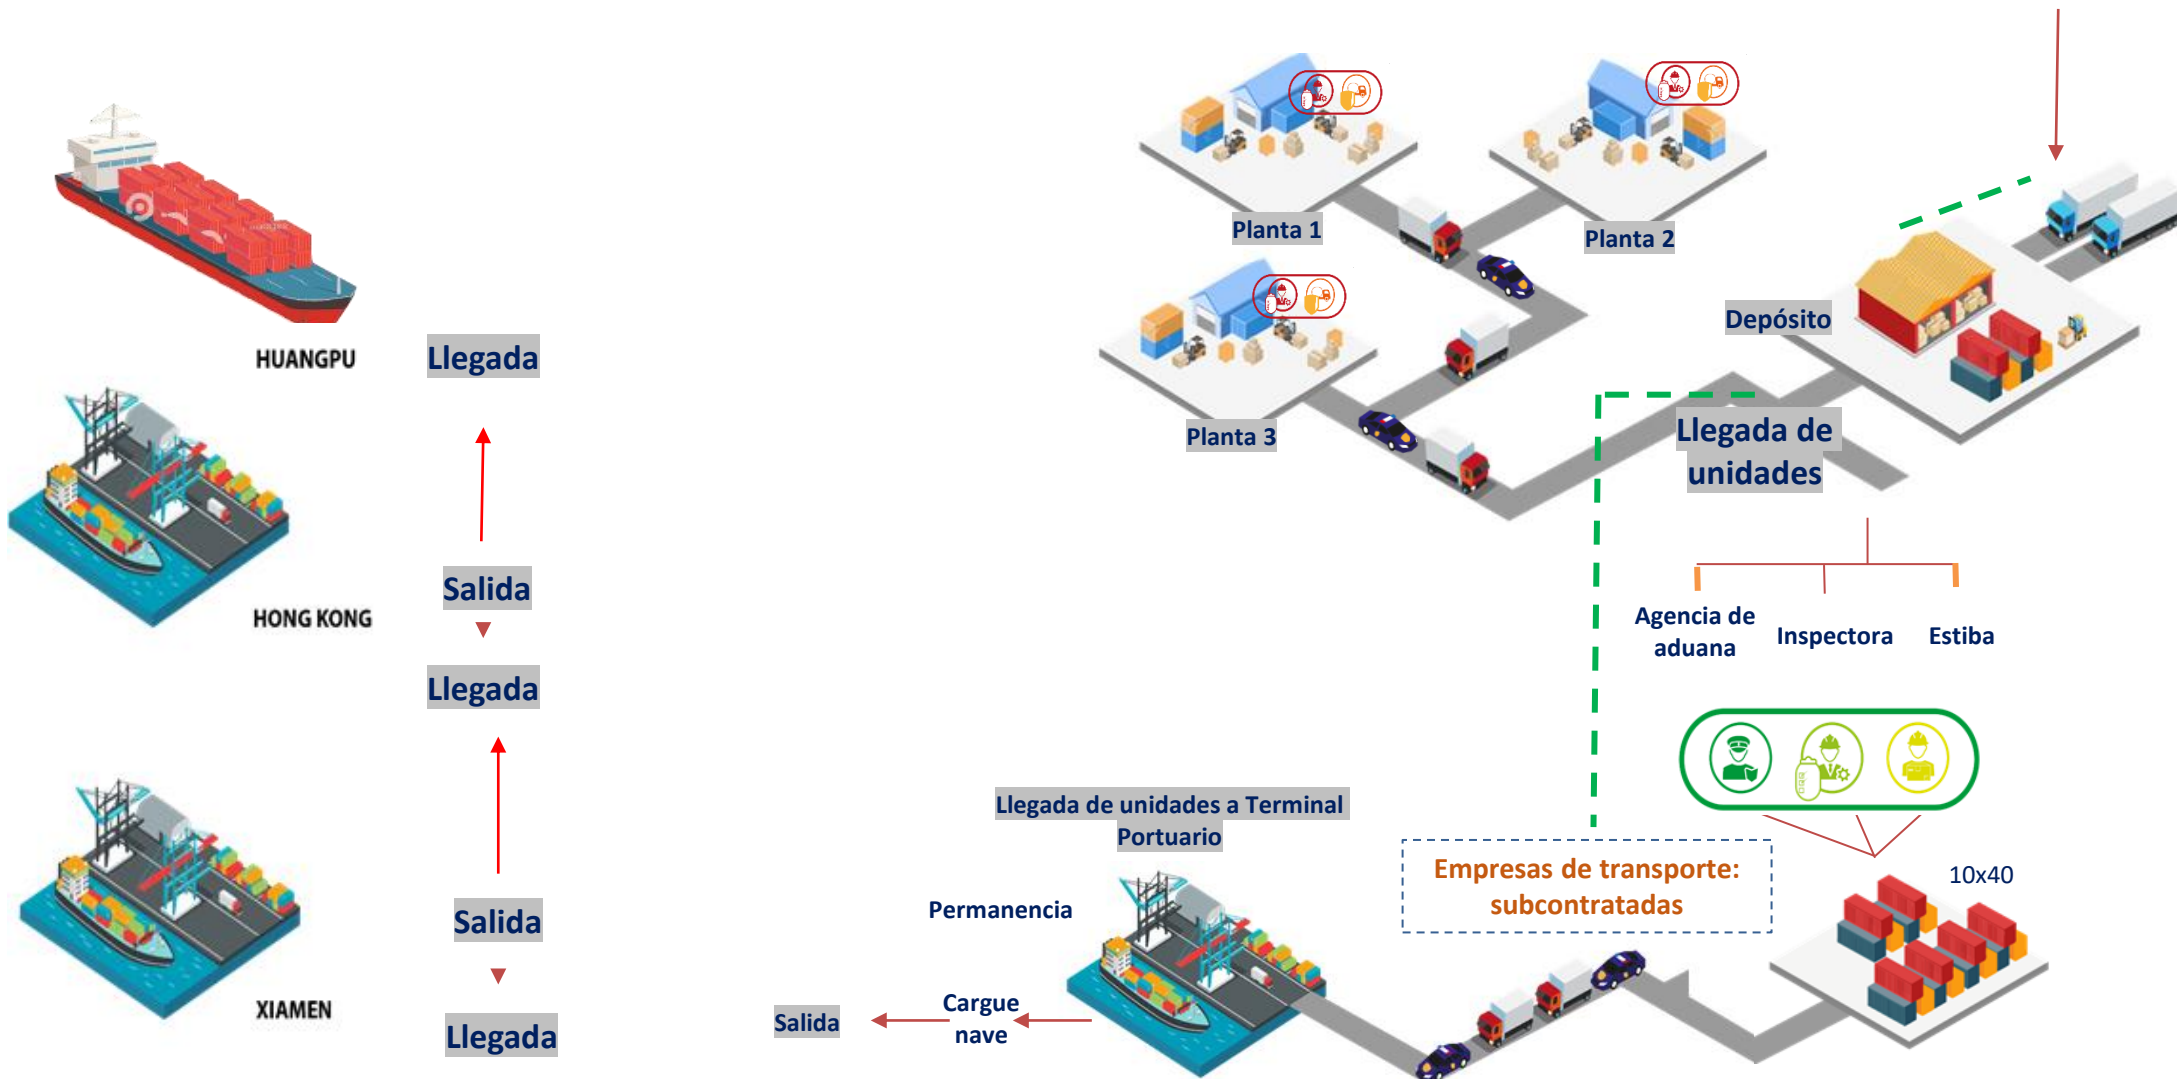 Planta 1
Planta 2
Planta 3
Depósito
Llegada de
unidades
Agencia de
aduana
Inspectora
Estiba
10x40
Empresas de transporte:
subcontratadas
Llegada de unidades a Terminal
Portuario
Permanencia
Cargue
nave
Salida
HUANGPU
Llegada
Salida
HONG KONG
Llegada
Salida
XIAMEN
Llegada